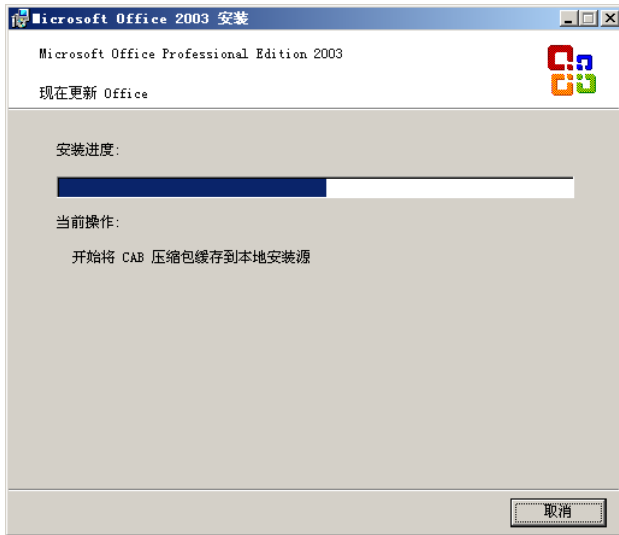 Microsoft Office 2003 安装
Microsoft Office Professional Edition 2003
现在更新 Office
安装进度:
当前操作:
开始将 CAB 压缩包缓存到本地安装源
取消